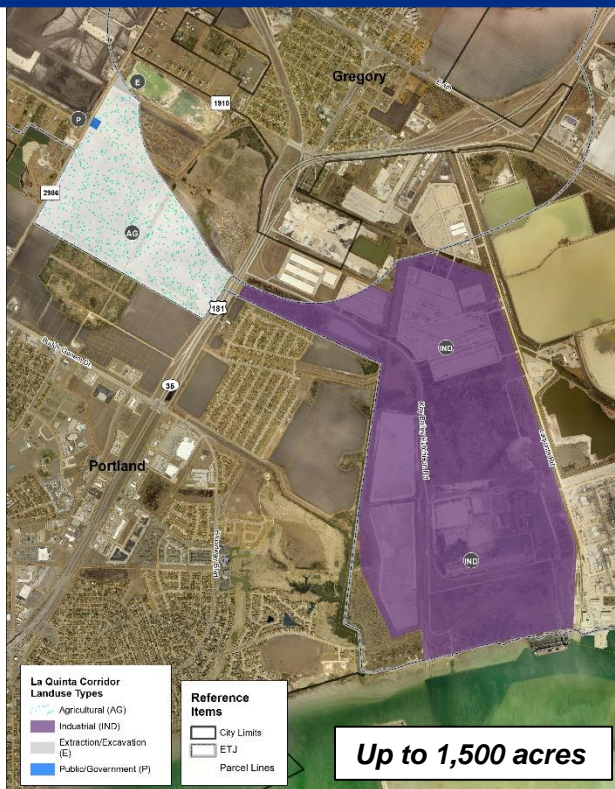 Gregory
E
P
1910
2986
AG
181
IND
35
Portland
IND
La Quinta Corridor
Landuse Types
Agricultural (AG)
Industrial (IND)
Extraction/Excavation
(E)
Public/Government (P)
Reference
Items
City Limits
ETJ
Parcel Lines
Up to 1,500 acres